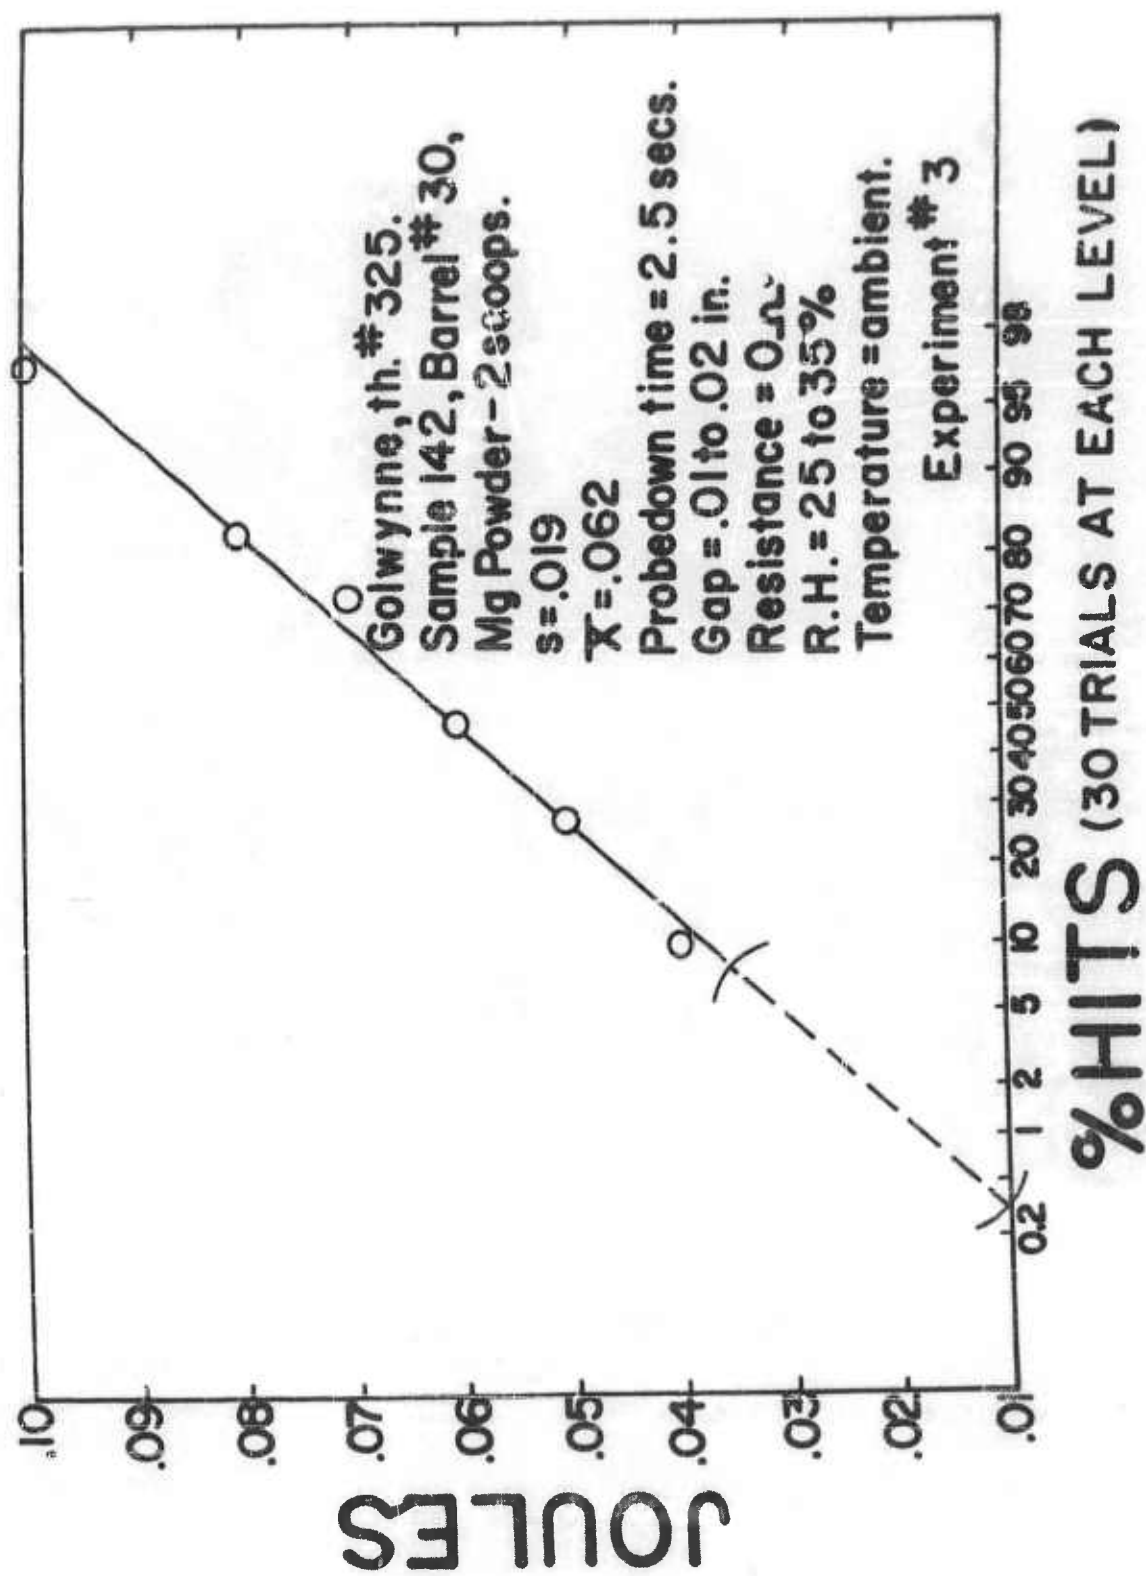 JOULES
.10
.09
.08
.07
.06
.05
.04
.03
.02
.01
Golwynne, th. #325.
Sample 142, Barrel #30,
Mg Powder-2 scoops.
s=.019
X̄=.062
Probedown time=2.5 secs.
Gap=.01 to .02 in.
Resistance=0Ω.
R.H.=25 to 35%
Temperature=ambient.
Experiment #3
0.2 1 2 5 10 20 30 40 50 60 70 80 90 95 98
%HITS (30 TRIALS AT EACH LEVEL)